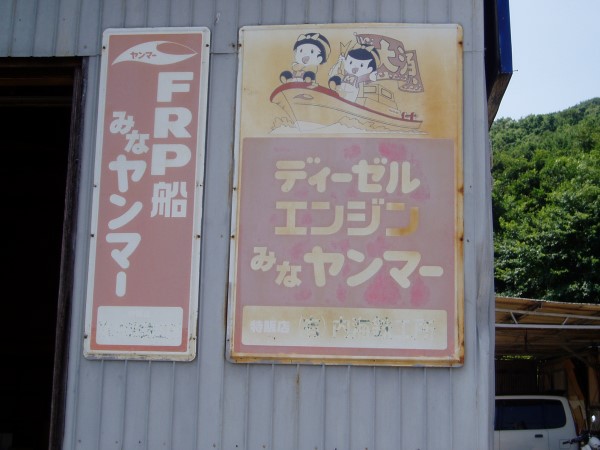 ヤンマー
FRP船
みなヤンマー
大漁
ディーゼル
エンジン
みなヤンマー
特販店